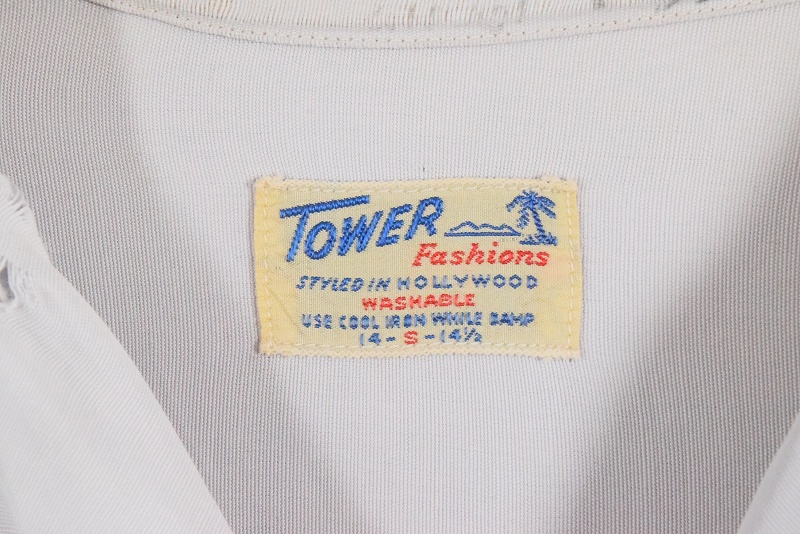 TOWER
Fashions
STYLED IN HOLLYWOOD
WASHABLE
USE COOL IRON WHILE DAMP
14-S-14½